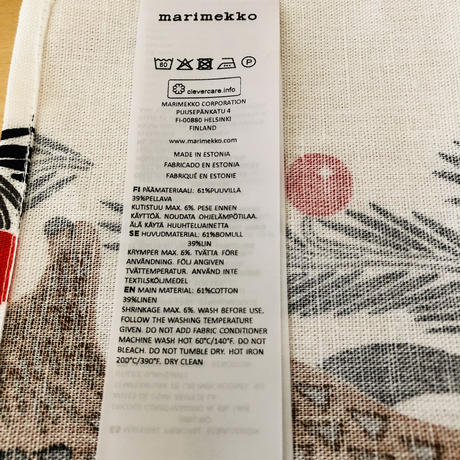 marimekko
60
P
clevercare.info
MARIMEKKO CORPORATION
PUUSEPÄNKATU 4
FI-00880 HELSINKI
FINLAND
www.marimekko.com
MADE IN ESTONIA
FABRICADO EN ESTONIA
FABRIQUÉ EN ESTONIE
FI PÄÄMATERIAALI: 61%PUUVILLA
39%PELLAVA
KUTISTUU MAX. 6%. PESE ENNEN
KÄYTTÖÄ. NOUDATA OHJELÄMPÖTILAA.
ÄLÄ KÄYTÄ HUUHTELUAINETTA
SE HUVUDMATERIAL: 61%BOMULL
39%LIN
KRYMPER MAX. 6%. TVÄTTA FÖRE
ANVÄNDNING. FÖLJ ANGIVEN
TVÄTTEMPERATUR. ANVÄND INTE
TEXTILSKÖLJMEDEL
EN MAIN MATERIAL: 61%COTTON
39%LINEN
SHRINKAGE MAX. 6%. WASH BEFORE USE.
FOLLOW THE WASHING TEMPERATURE
GIVEN. DO NOT ADD FABRIC CONDITIONER
MACHINE WASH HOT 60°C/140°F. DO NOT
BLEACH. DO NOT TUMBLE DRY. HOT IRON
200°C/390°F. DRY CLEAN